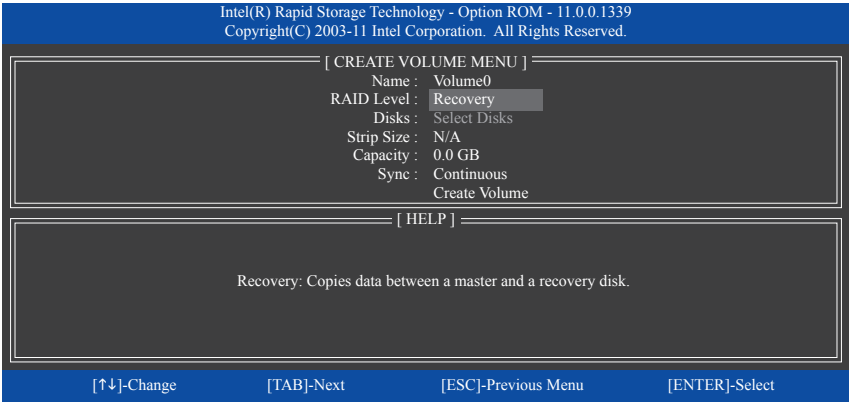 Intel(R) Rapid Storage Technology - Option ROM - 11.0.0.1339
Copyright(C) 2003-11 Intel Corporation. All Rights Reserved.
[ CREATE VOLUME MENU ]
Name : Volume0
RAID Level : Recovery
Disks : Select Disks
Strip Size : N/A
Capacity : 0.0 GB
Sync : Continuous
Create Volume
[ HELP ]
Recovery: Copies data between a master and a recovery disk.
[↑↓]-Change [TAB]-Next [ESC]-Previous Menu [ENTER]-Select